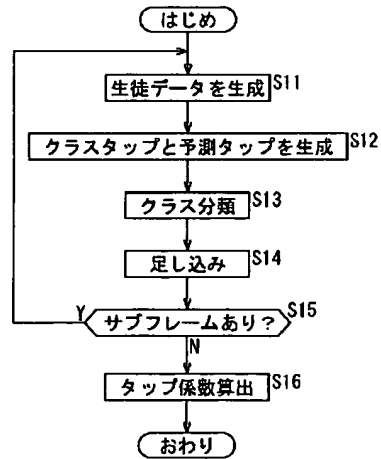 はじめ
生徒データを生成 S11
クラスタップと予測タップを生成 S12
クラス分類 S13
足し込み S14
サブフレームあり? S15
Y
N
タップ係数算出 S16
おわり